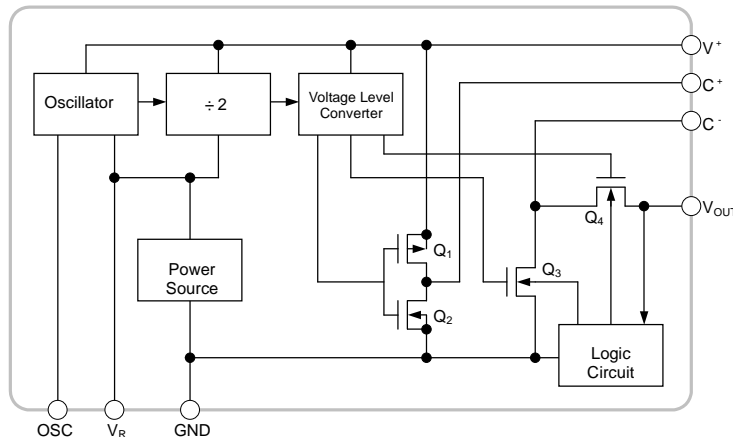 V+
C+
Oscillator
÷2
Voltage Level
Converter
C-
Q4
VOUT
Q1
Power
Source
Q3
Q2
Logic
Circuit
OSC
VR
GND